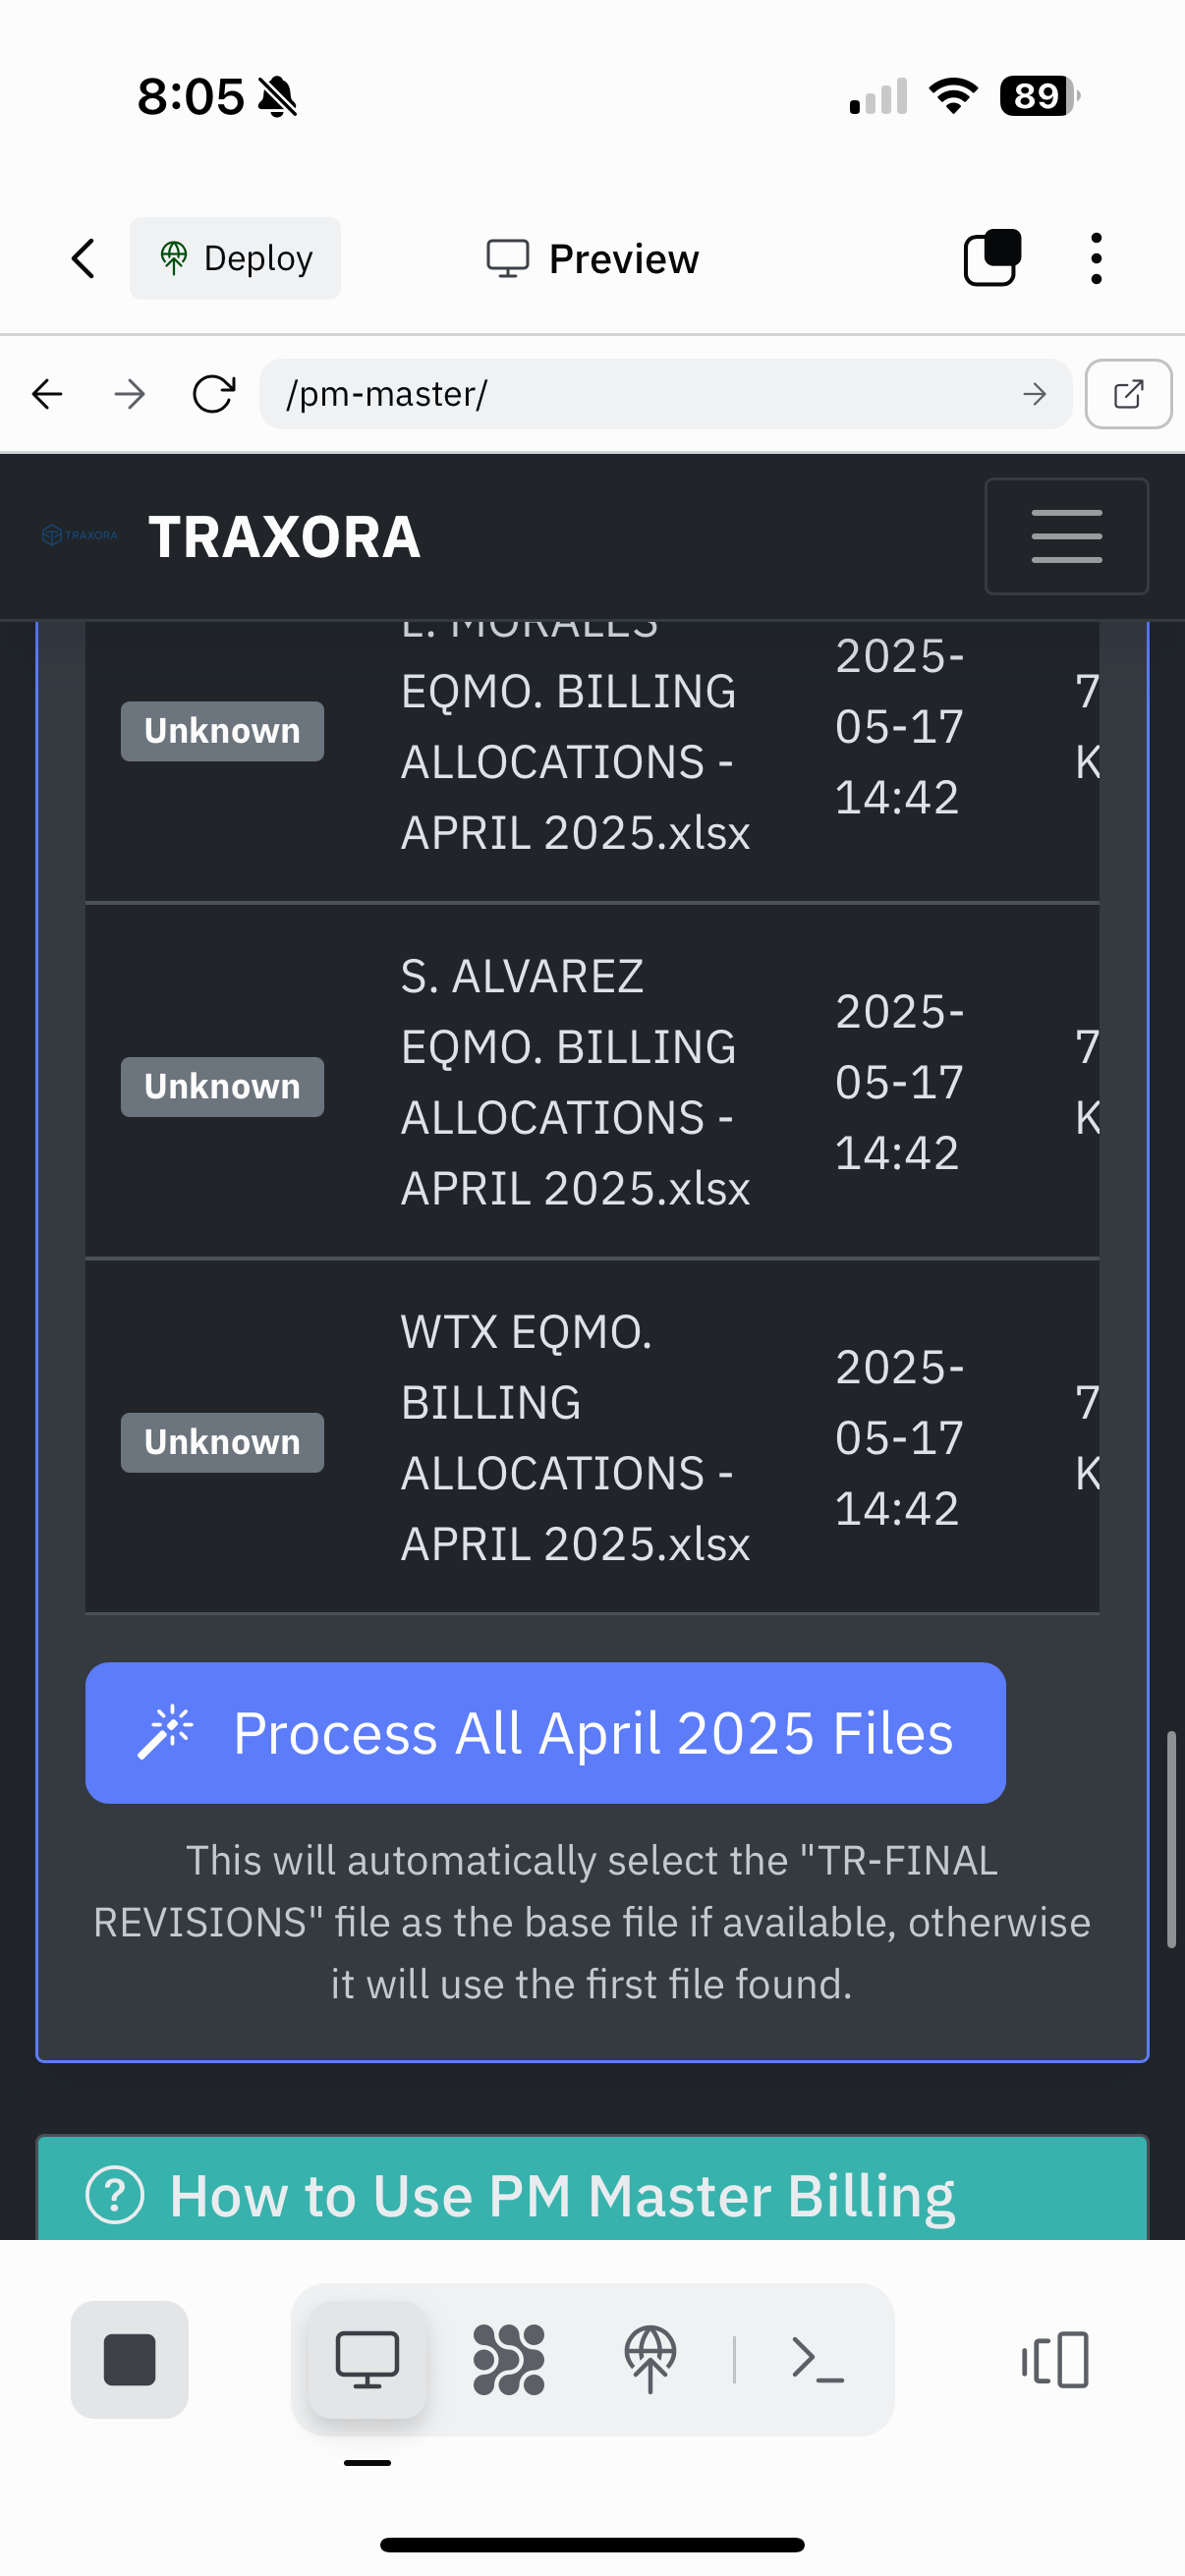 8:05
89
Deploy
Preview
/pm-master/
TRAXORA
TRAXORA
L. MORALES
EQMO. BILLING
ALLOCATIONS -
APRIL 2025.xlsx
Unknown
2025-
05-17
14:42
7
K
S. ALVAREZ
EQMO. BILLING
ALLOCATIONS -
APRIL 2025.xlsx
Unknown
2025-
05-17
14:42
7
K
WTX EQMO.
BILLING
ALLOCATIONS -
APRIL 2025.xlsx
Unknown
2025-
05-17
14:42
7
K
Process All April 2025 Files
This will automatically select the "TR-FINAL
REVISIONS" file as the base file if available, otherwise
it will use the first file found.
How to Use PM Master Billing